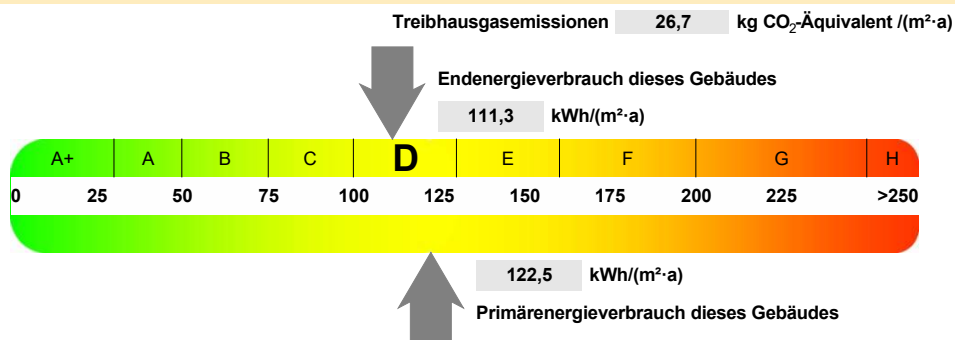 Treibhausgasemissionen 26,7 kg CO₂-Äquivalent /(m²·a)
Endenergieverbrauch dieses Gebäudes
111,3 kWh/(m²·a)
A+ A B C D E F G H
0 25 50 75 100 125 150 175 200 225 >250
122,5 kWh/(m²·a)
Primärenergieverbrauch dieses Gebäudes